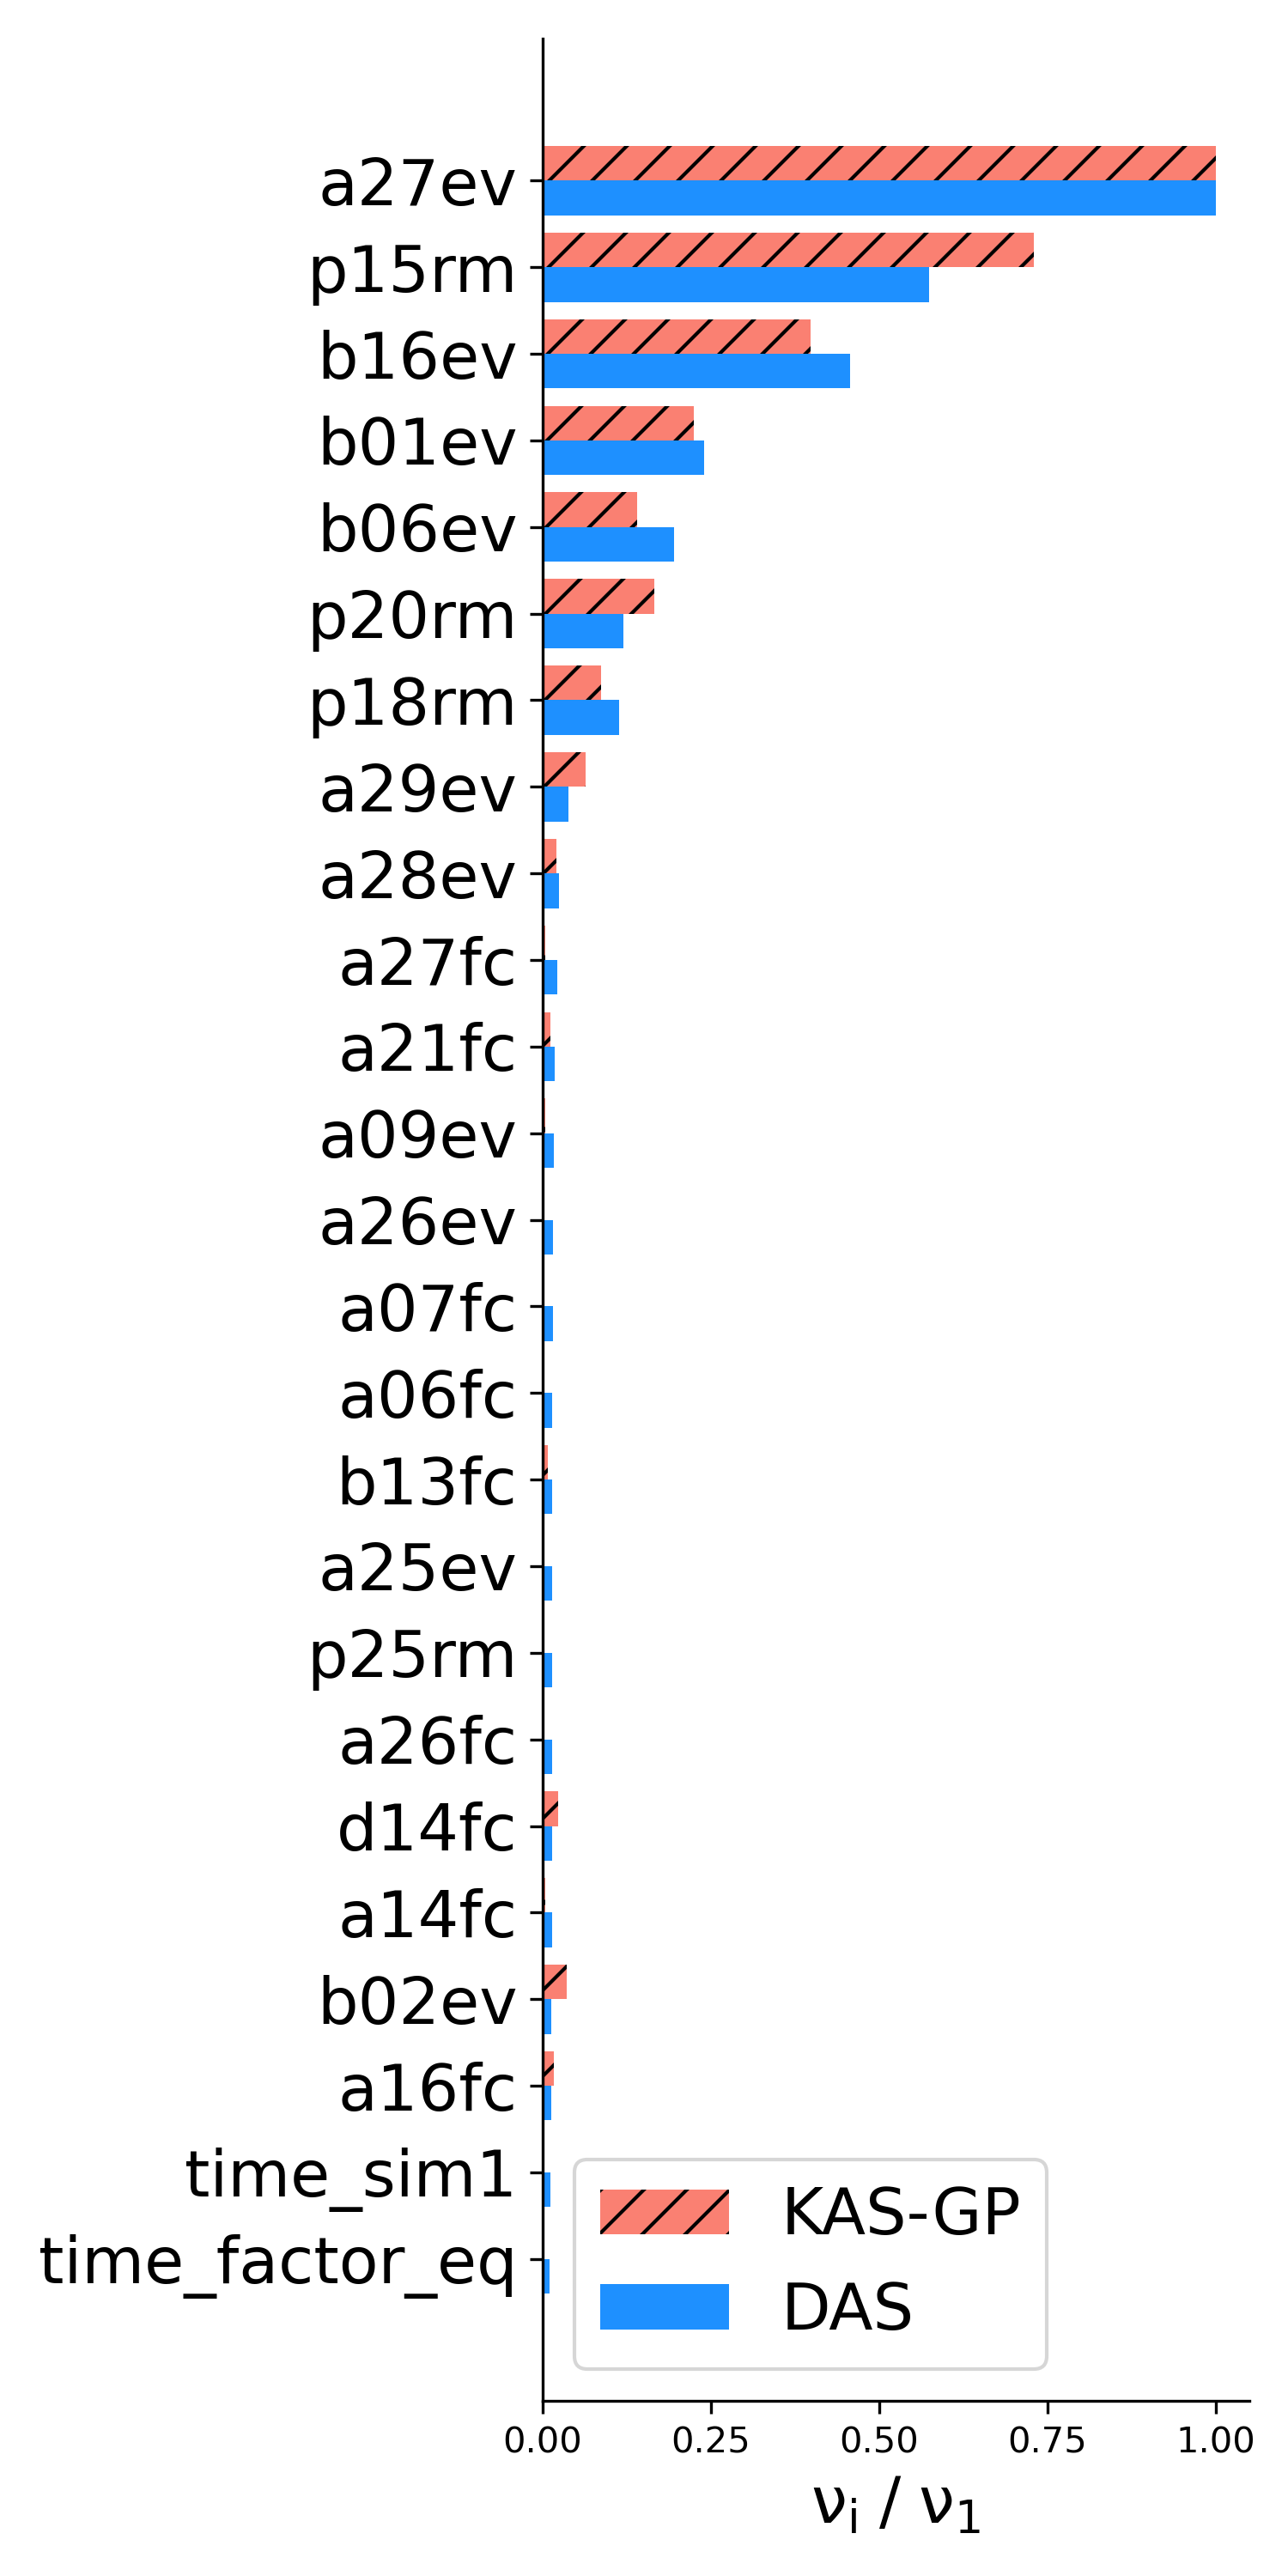 a27ev
p15rm
b16ev
b01ev
b06ev
p20rm
p18rm
a29ev
a28ev
a27fc
a21fc
a09ev
a26ev
a07fc
a06fc
b13fc
a25ev
p25rm
a26fc
d14fc
a14fc
b02ev
a16fc
time_sim1
time_factor_eq
KAS-GP
DAS
0.00 0.25 0.50 0.75 1.00
νi / ν1